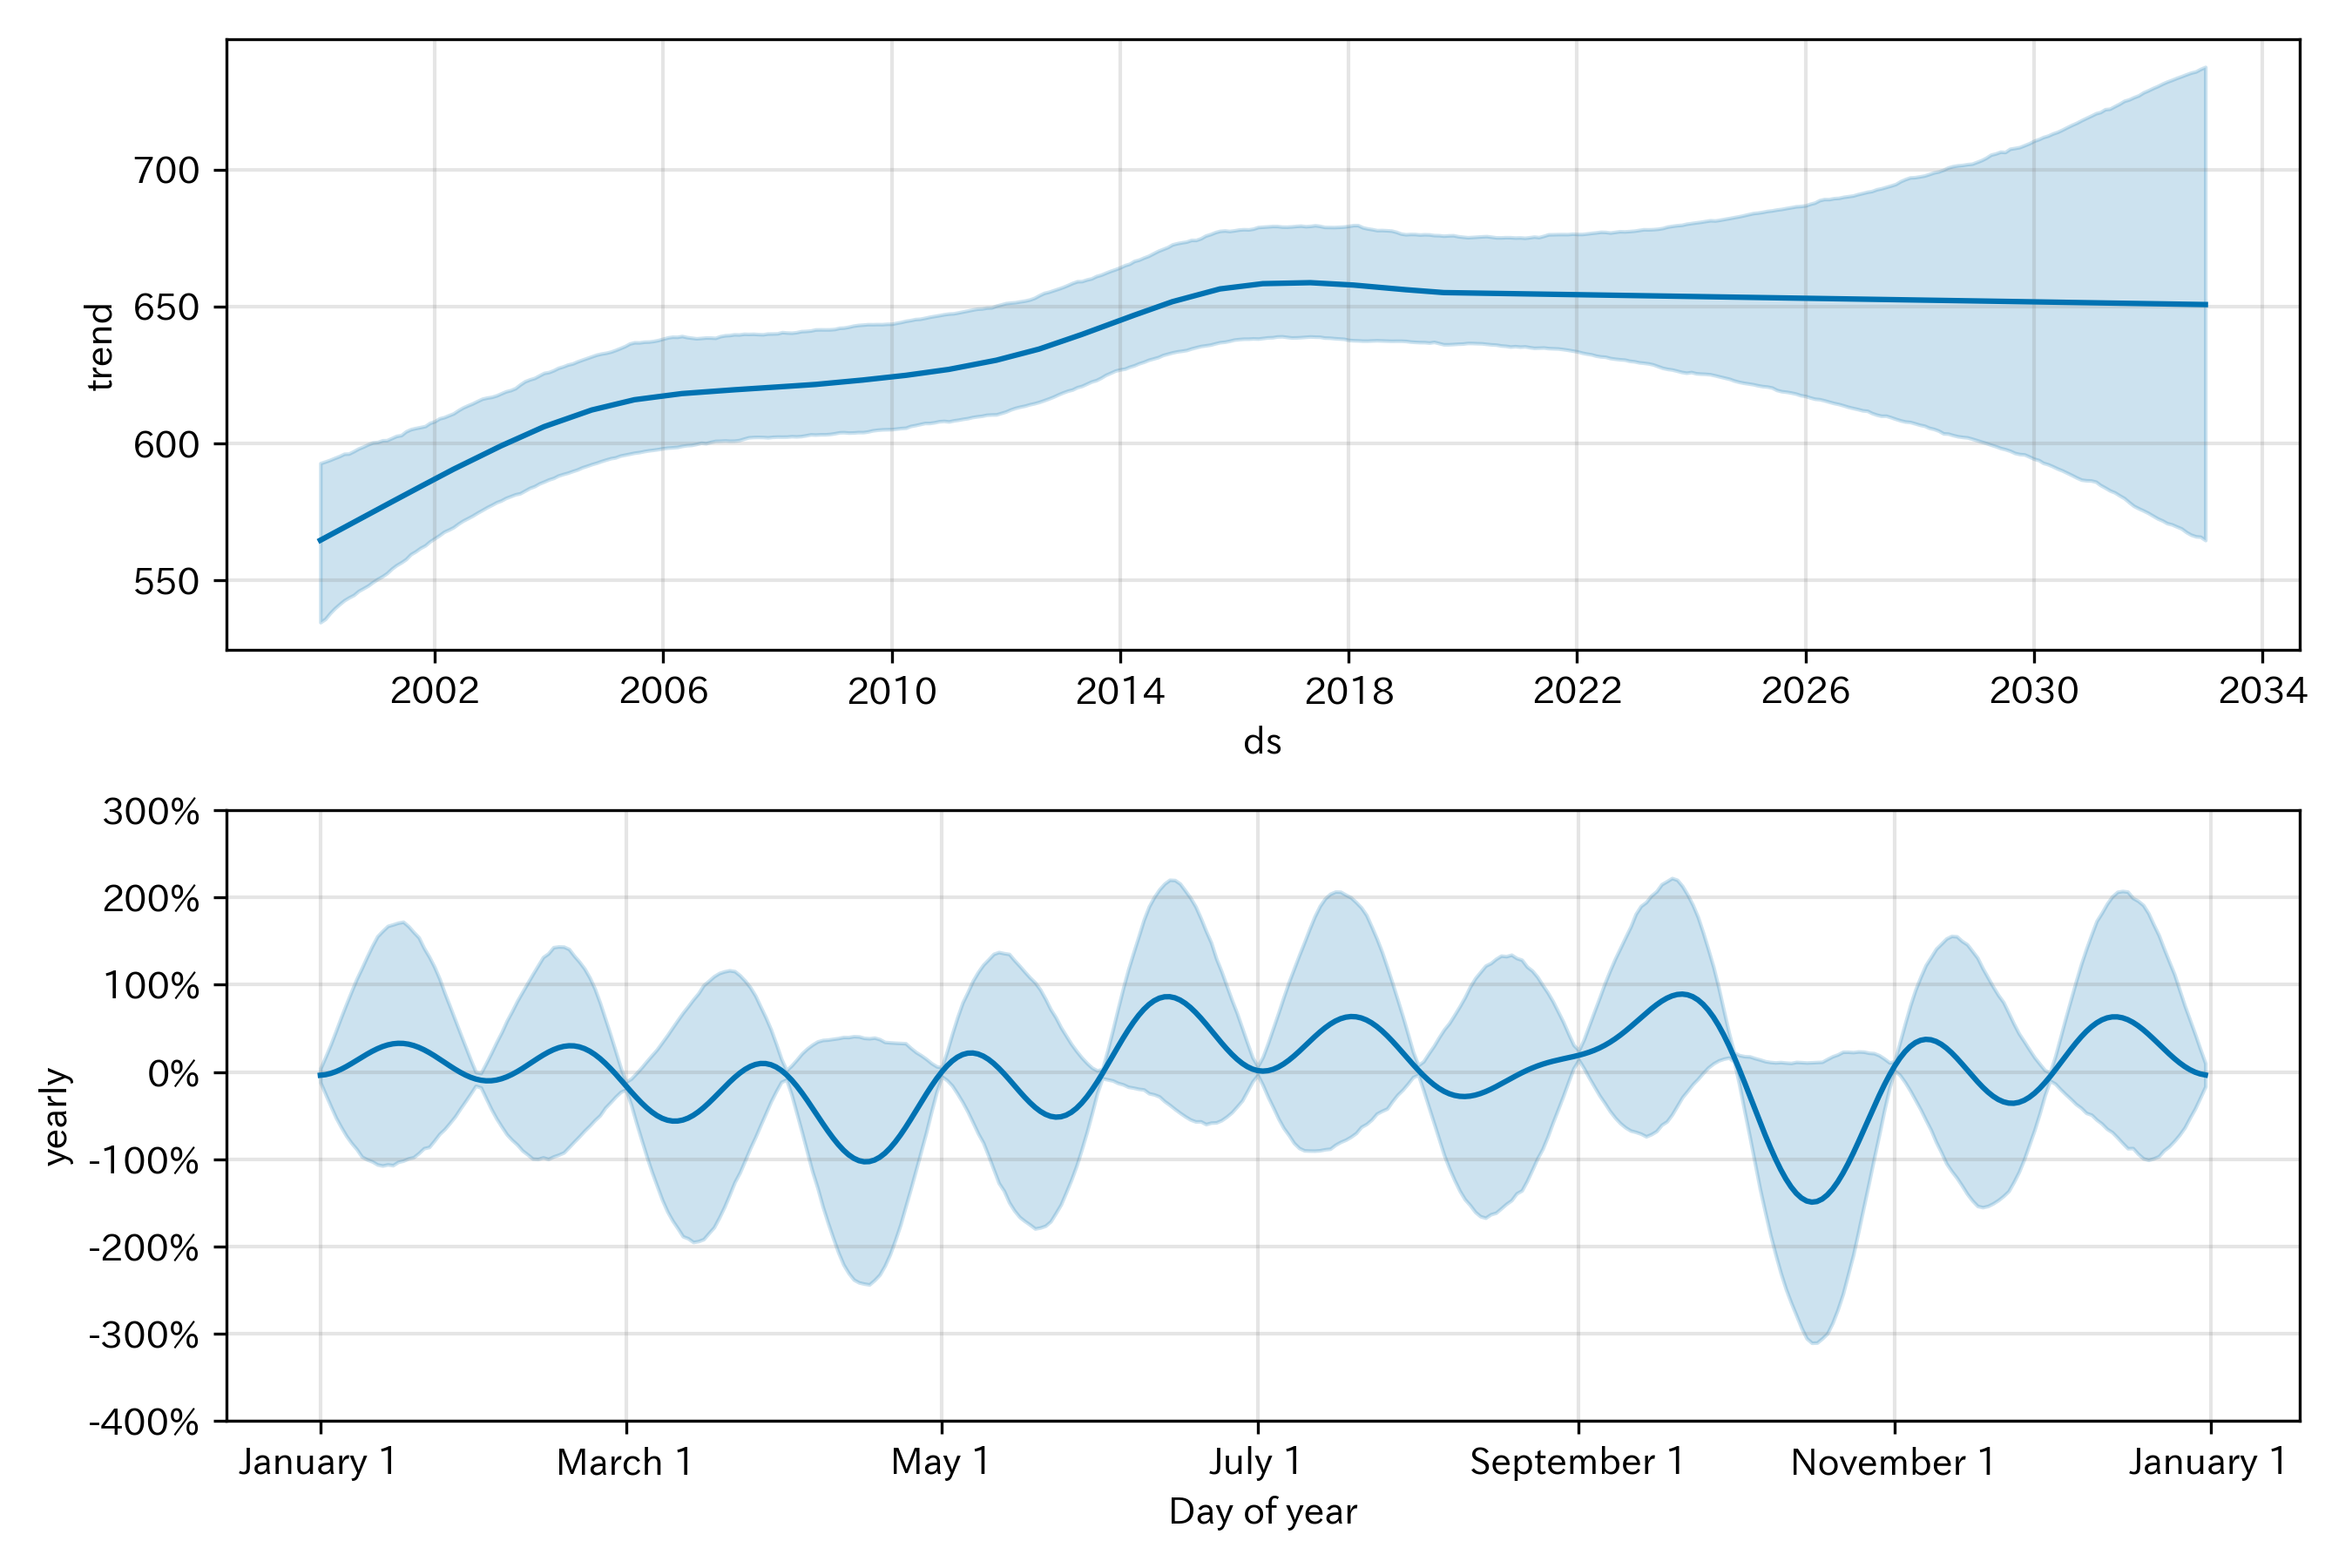 trend
700
650
600
550
2002 2006 2010 2014 2018 2022 2026 2030 2034
ds
yearly
300%
200%
100%
0%
-100%
-200%
-300%
-400%
January 1 March 1 May 1 July 1 September 1 November 1 January 1
Day of year